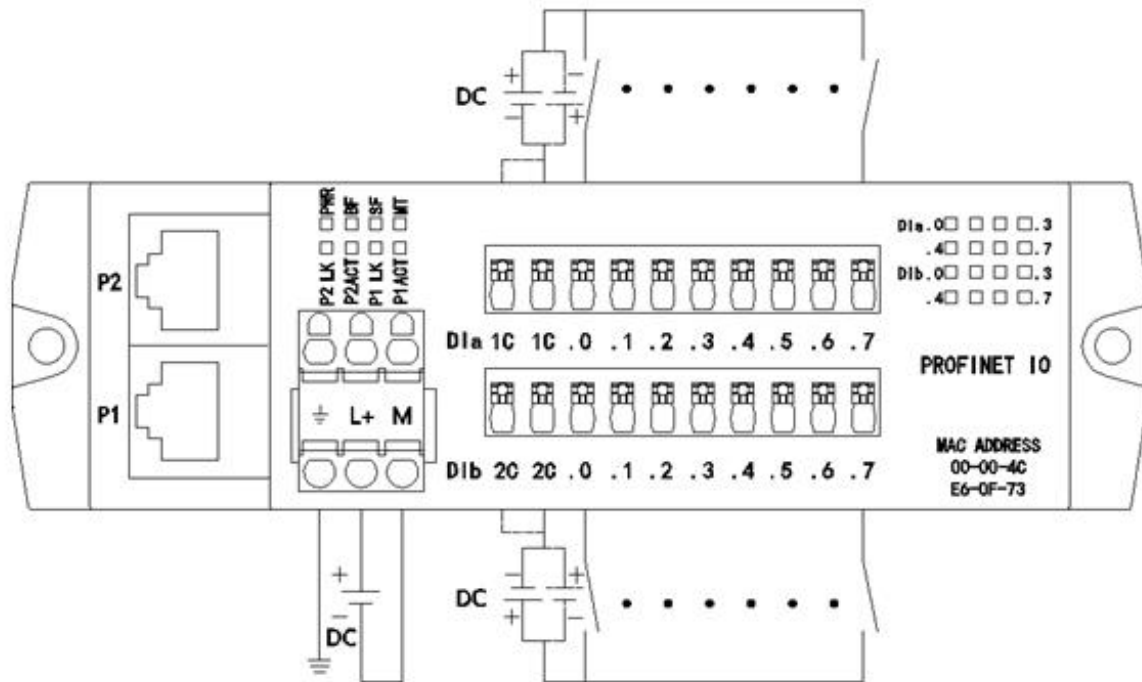 + -
DC
- +
PWR BF SF MT
P2 LK P2ACT P1 LK P1ACT
P2
P1
L+ M
DIa 1C 1C .0 .1 .2 .3 .4 .5 .6 .7
DIb 2C 2C .0 .1 .2 .3 .4 .5 .6 .7
DIa.0 .3
.4 .7
DIb.0 .3
.4 .7
PROFINET IO
MAC ADDRESS
00-00-4C
E6-0F-73
+
-
DC
- +
DC
+ -